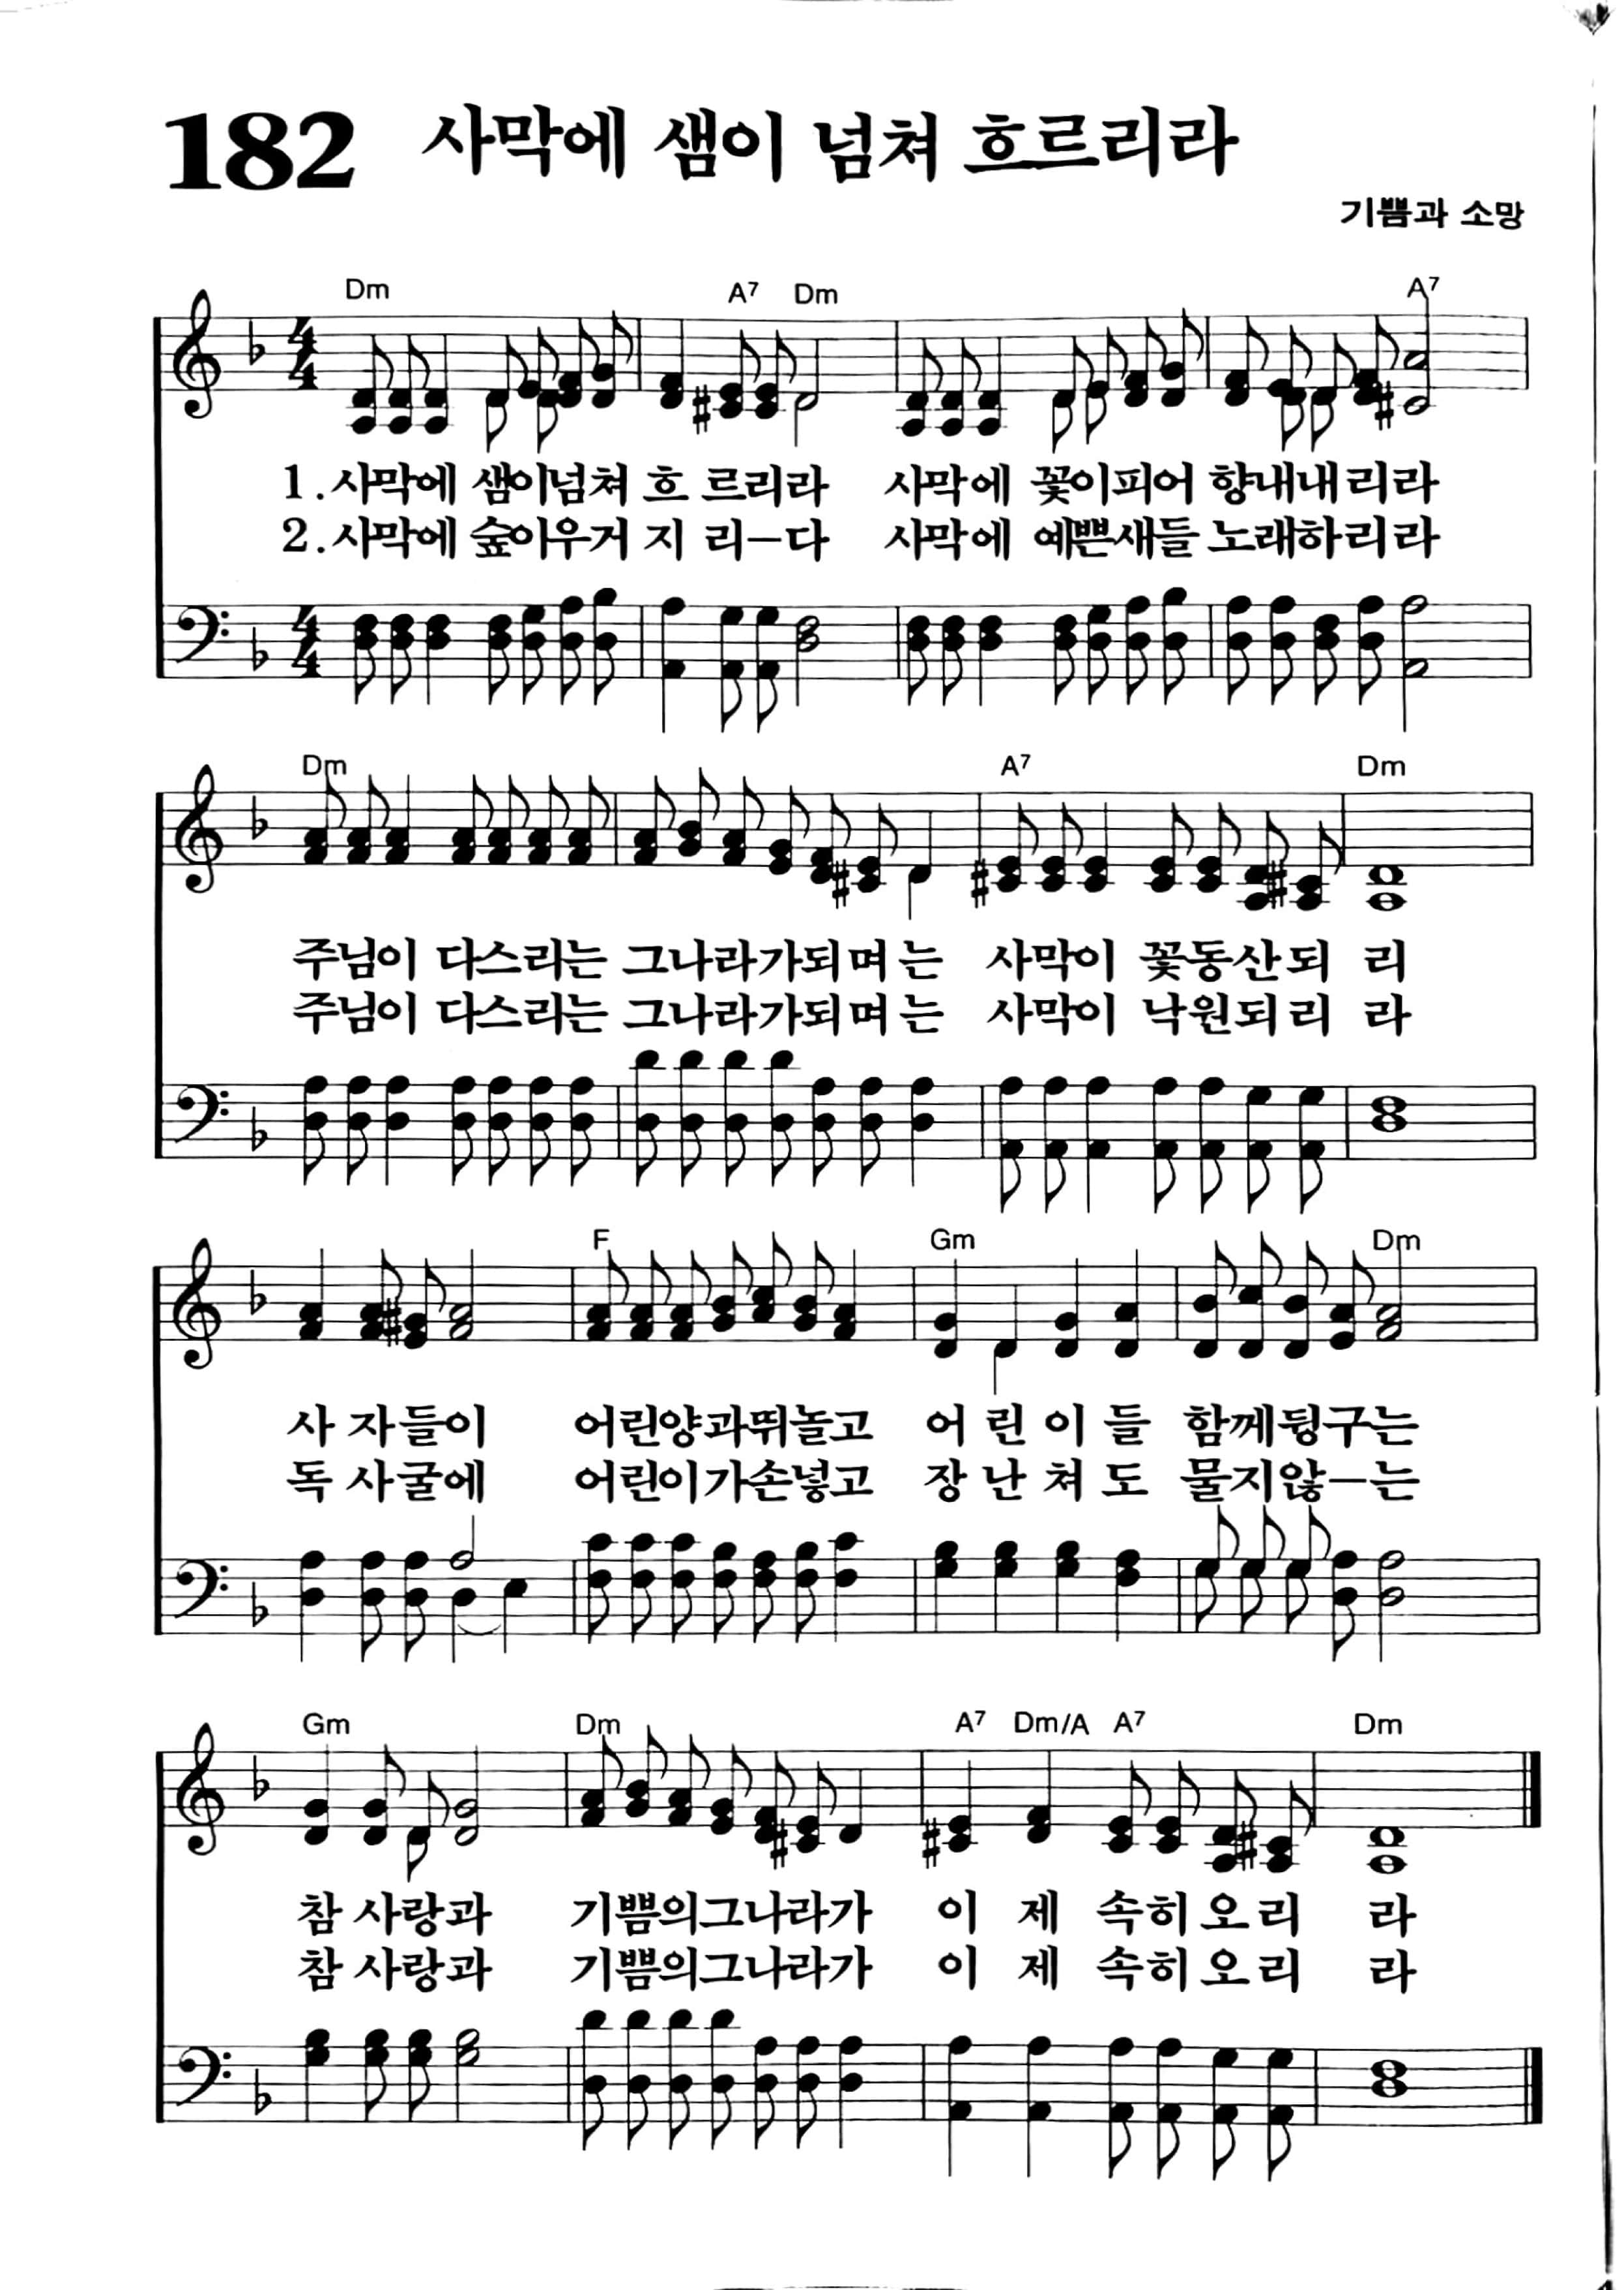 182 사막에 샘이 넘쳐 흐르리라
기쁨과 소망
Dm A7 Dm A7
4/4
1.사막에 샘이넘쳐 흐 르리라 사막에 꽃이피어 향내내리라
2.사막에 숲이우거 지 리–다 사막에 예쁜새들 노래하리라
4/4
Dm A7 Dm
주님이 다스리는 그나라가되며는 사막이 꽃동산되 리
주님이 다스리는 그나라가되며는 사막이 낙원되리 라
F Gm Dm
사 자들이 어린양과뛰놀고 어 린 이 들 함께뒹구는
독 사굴에 어린이가손넣고 장 난 쳐 도 물지않–는
Gm Dm A7 Dm/A A7 Dm
참 사랑과 기쁨의그나라가 이 제 속히오리 라
참 사랑과 기쁨의그나라가 이 제 속히오리 라